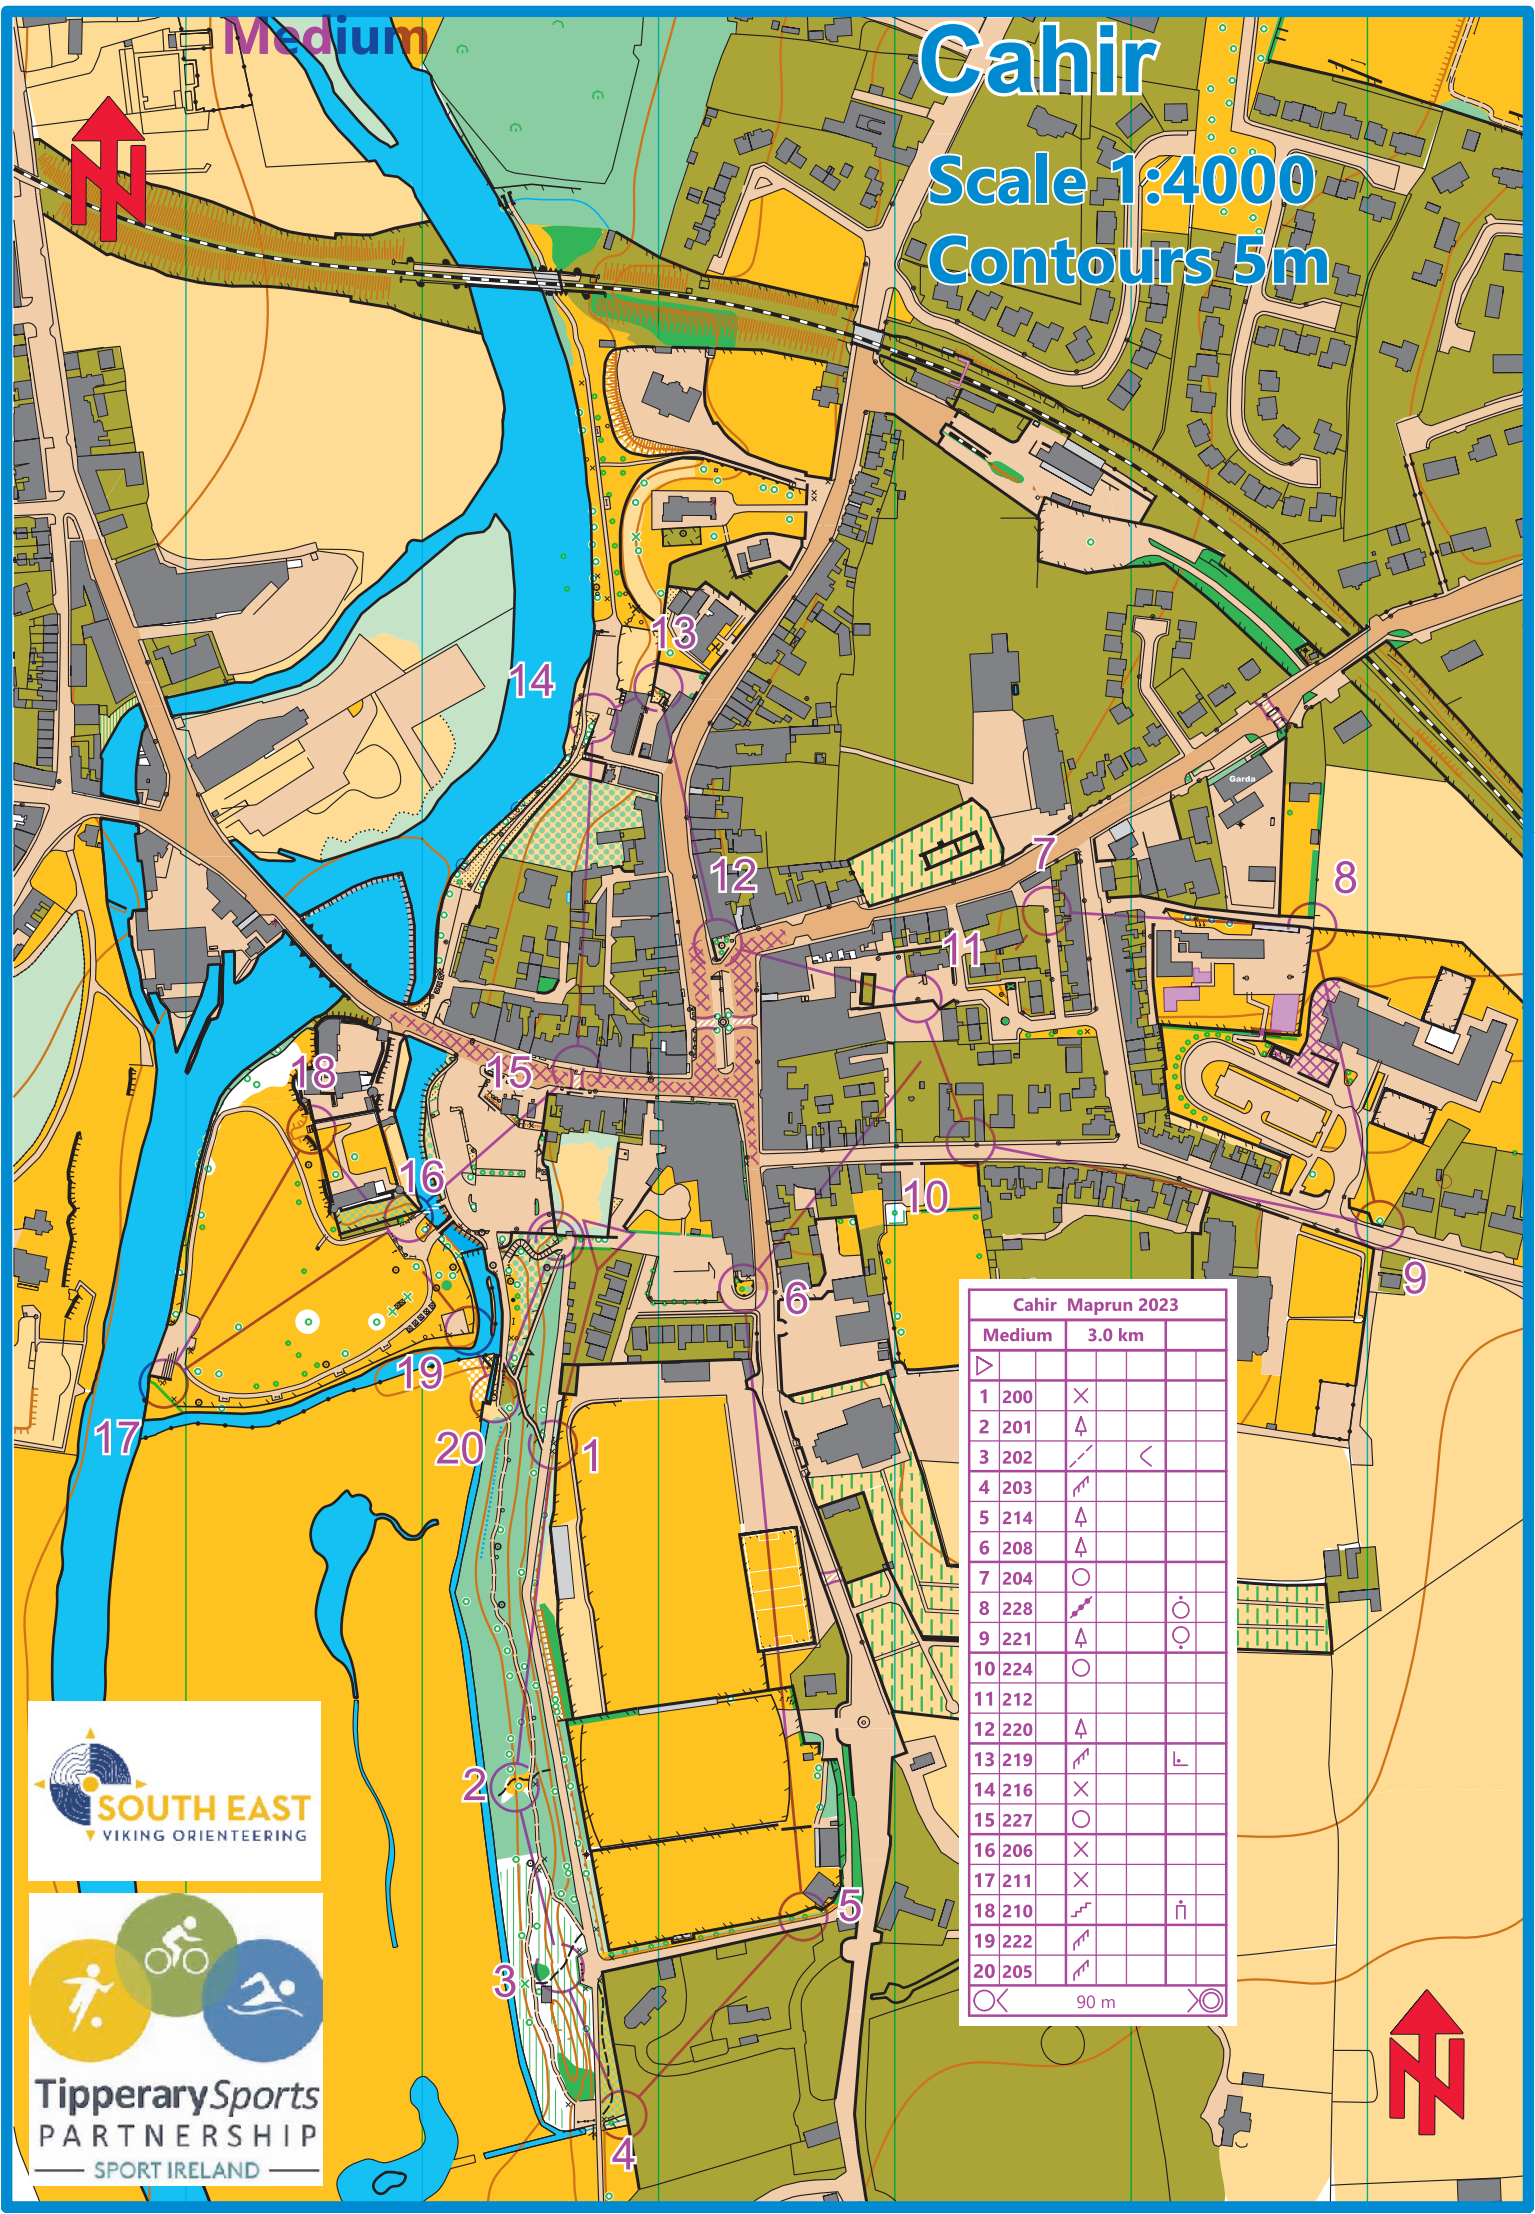 Medium
Cahir
Scale 1:4000
Contours 5m
N
13
14
Garda
7
12
8
11
18
15
16
10
6
9
19
17
20
1
2
5
3
4
Cahir Maprun 2023
Medium 3.0 km
1 200
2 201
3 202
4 203
5 214
6 208
7 204
8 228
9 221
10 224
11 212
12 220
13 219
14 216
15 227
16 206
17 211
18 210
19 222
20 205
90 m
SOUTH EAST
VIKING ORIENTEERING
Tipperary Sports
PARTNERSHIP
SPORT IRELAND
N